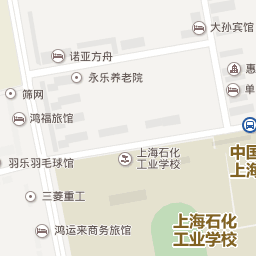 大孙宾馆
诺亚方舟
惠
永乐养老院
单
筛网
鸿福旅馆
中国
上海
上海石化
工业学校
羽乐羽毛球馆
三菱重工
上海石化
工业学校
鸿运来商务旅馆